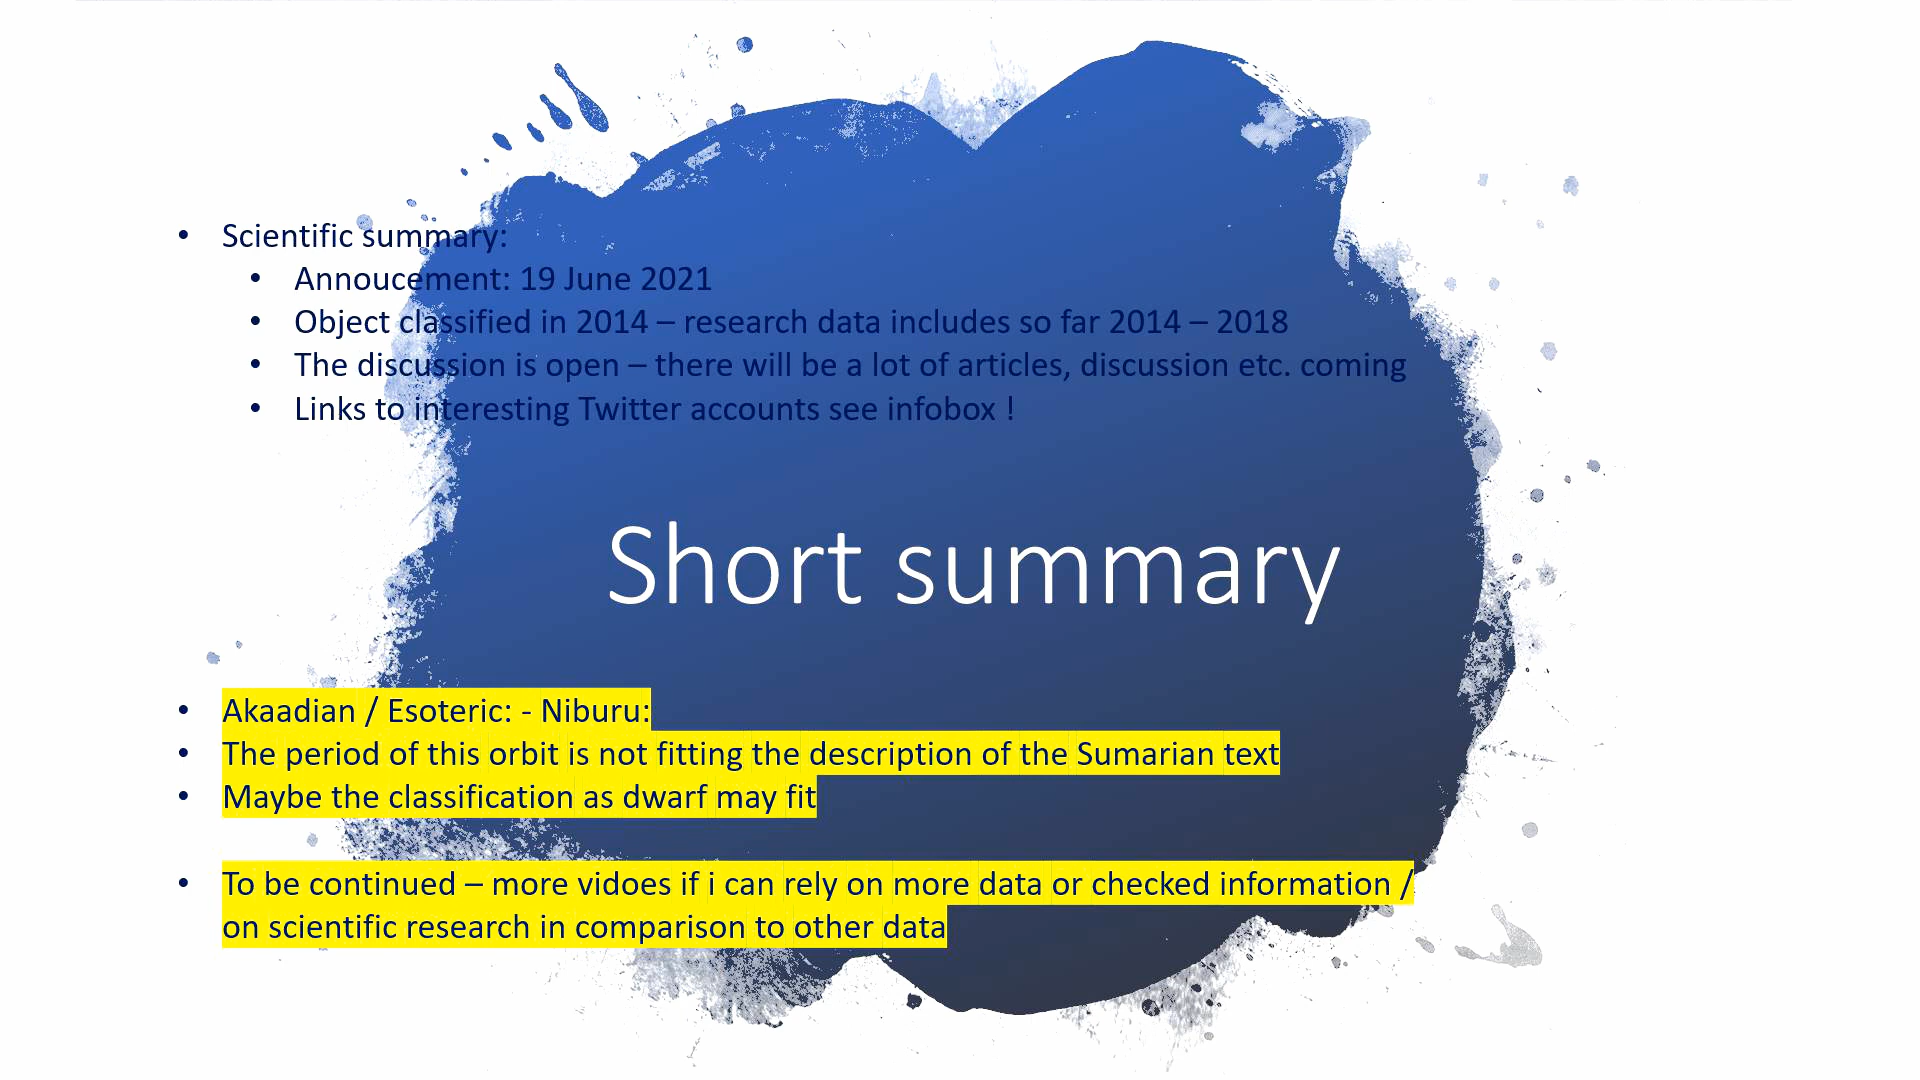 • Scientific summary:
• Annoucement: 19 June 2021
• Object classified in 2014 – research data includes so far 2014 – 2018
• The discussion is open – there will be a lot of articles, discussion etc. coming
• Links to interesting Twitter accounts see infobox !
Short summary
• Akaadian / Esoteric: - Niburu:
• The period of this orbit is not fitting the description of the Sumarian text
• Maybe the classification as dwarf may fit
• To be continued – more vidoes if i can rely on more data or checked information /
on scientific research in comparison to other data